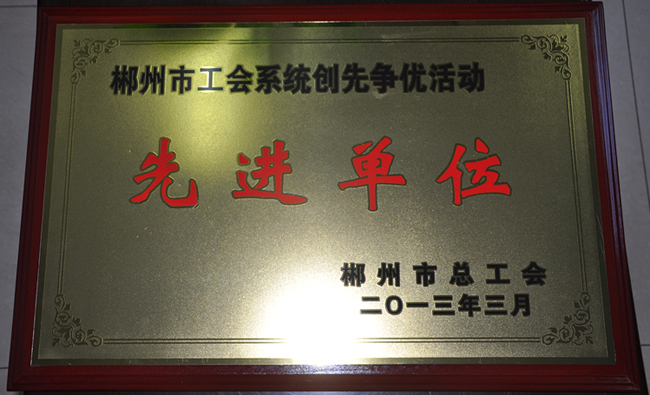 郴州市工会系统创先争优活动
先进单位
郴州市总工会
二〇一三年三月